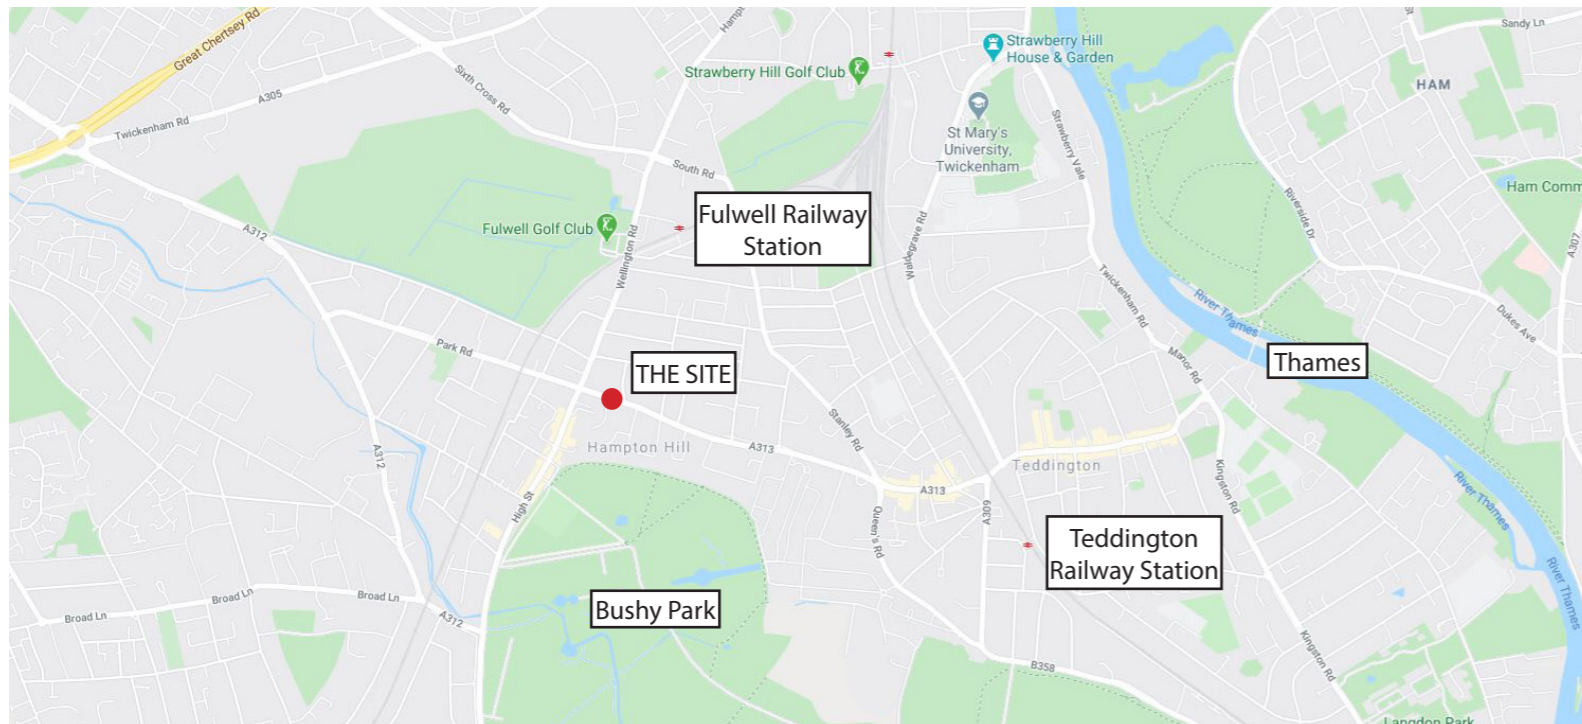 Great Chertsey Rd
Hamp
Sandy Ln
Strawberry Hill
House & Garden
Strawberry Hill Golf Club
Sixth Cross Rd
HAM
A305
Twickenham Rd
St Mary's
University,
Twickenham
Strawberry Vale
South Rd
Ham Comm
Fulwell Railway
Station
Fulwell Golf Club
A312
Wellington Rd
Waldegrave Rd
Riverside Dr
A307
Twickenham Rd
River Thames
Dukes Ave
Park Rd
Manor Rd
Thames
THE SITE
Stanley Rd
Hampton Hill
A313
A312
Teddington
Kingston Rd
A313
High St
A309
Queen's Rd
River Thames
Teddington
Railway Station
River Thames
Broad Ln
Broad Ln
Broad Ln
A312
Bushy Park
Kingston Rd
B358
Langdon Park